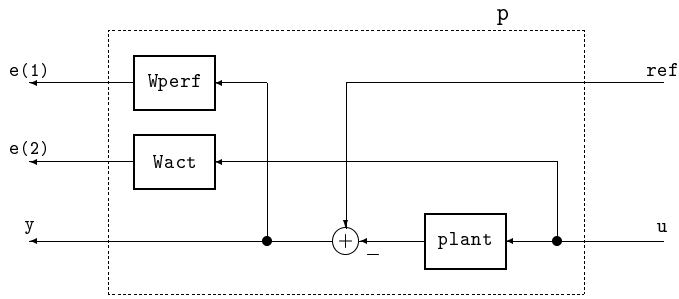 p
e(1)
Wperf
ref
e(2)
Wact
y
+
−
plant
u